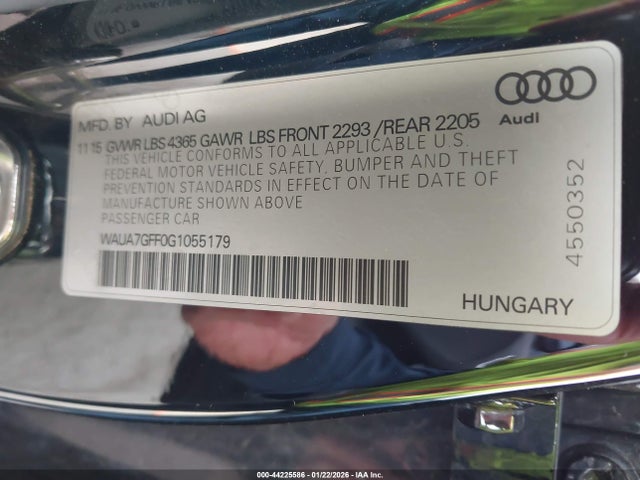 MFD. BY AUDI AG
11 15 GVWR LBS 4365 GAWR LBS FRONT 2293 /REAR 2205
THIS VEHICLE CONFORMS TO ALL APPLICABLE U.S.
FEDERAL MOTOR VEHICLE SAFETY, BUMPER AND THEFT
PREVENTION STANDARDS IN EFFECT ON THE DATE OF
MANUFACTURE SHOWN ABOVE
PASSENGER CAR
WAUA7GFF0G1055179
Audi
4550352
HUNGARY
000-44225586 - 01/22/2026 - IAA Inc.